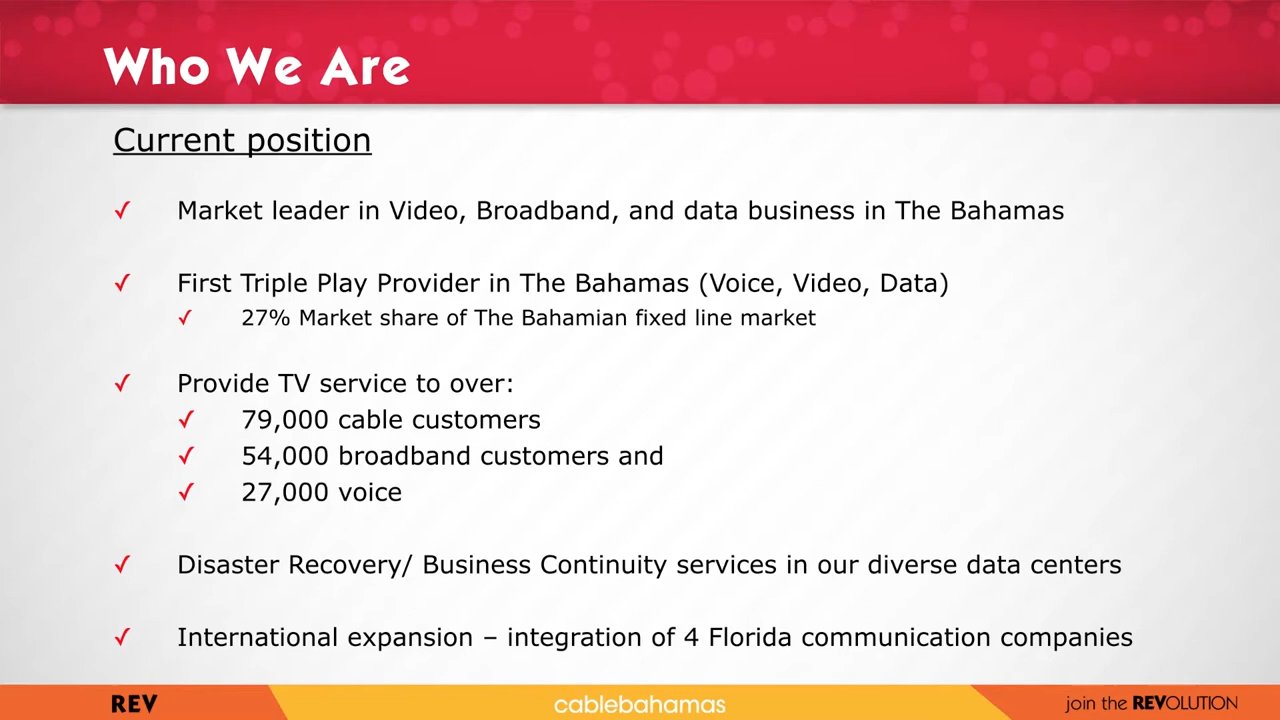 Who We Are
Current position
✓ Market leader in Video, Broadband, and data business in The Bahamas
✓ First Triple Play Provider in The Bahamas (Voice, Video, Data)
✓ 27% Market share of The Bahamian fixed line market
✓ Provide TV service to over:
✓ 79,000 cable customers
✓ 54,000 broadband customers and
✓ 27,000 voice
✓ Disaster Recovery/ Business Continuity services in our diverse data centers
✓ International expansion – integration of 4 Florida communication companies
REV
cablebahamas
join the REVOLUTION